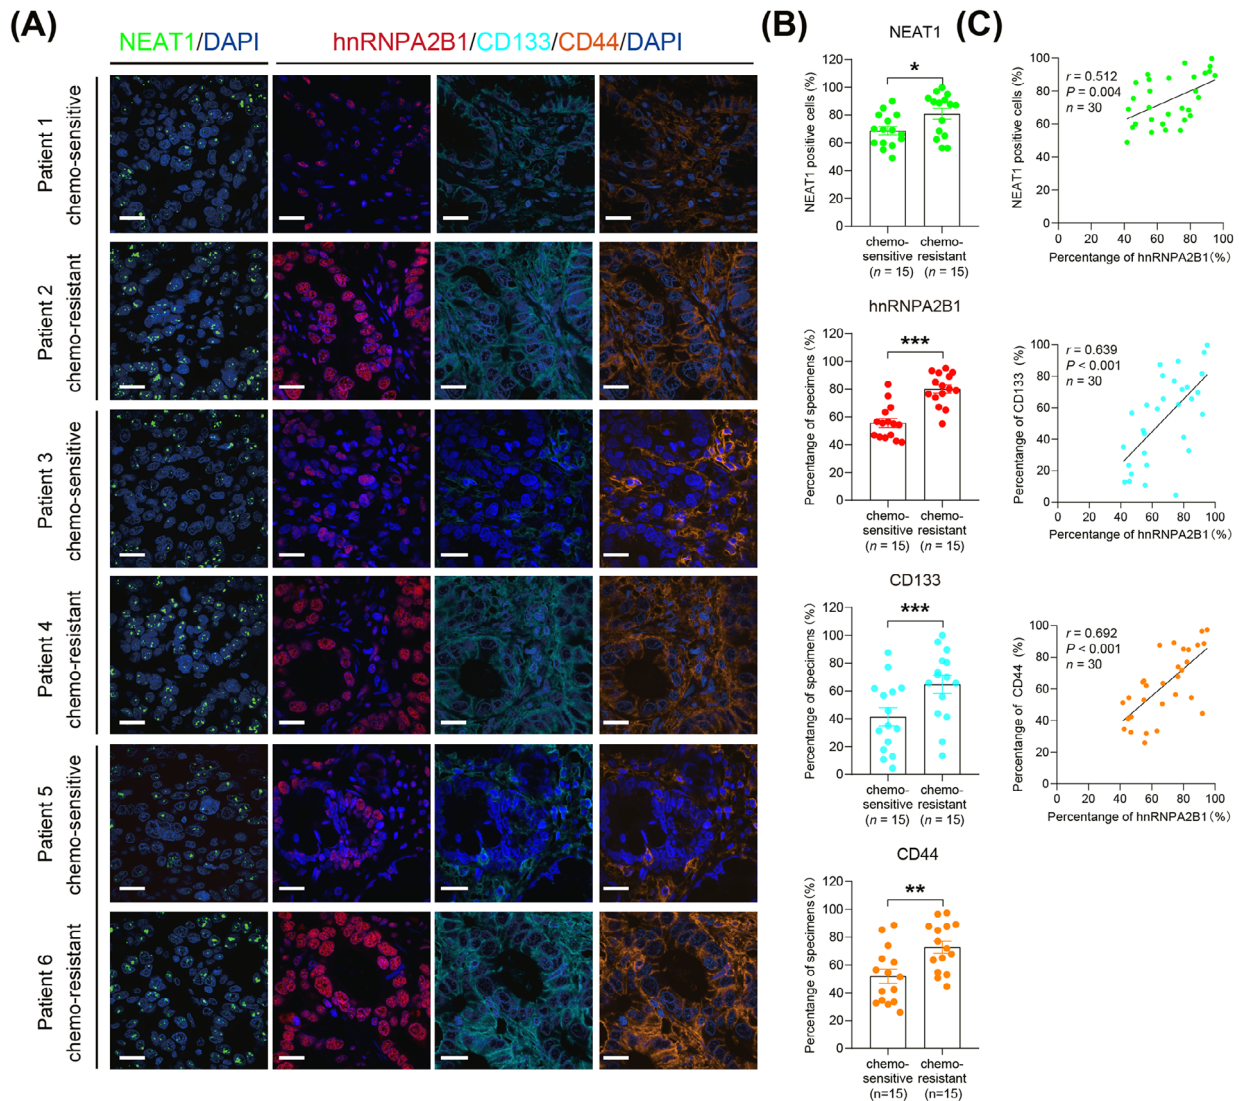 (A)
NEAT1/DAPI
hnRNPA2B1/CD133/CD44/DAPI
Patient 1
chemo-sensitive
Patient 2
chemo-resistant
Patient 3
chemo-sensitive
Patient 4
chemo-resistant
Patient 5
chemo-sensitive
Patient 6
chemo-resistant
(B)
NEAT1
NEAT1 positive cells (%)
120
100
80
60
40
20
0
*
chemo-
sensitive
(n = 15)
chemo-
resistant
(n = 15)
hnRNPA2B1
Percentange of specimens (%)
120
100
80
60
40
20
0
***
chemo-
sensitive
(n = 15)
chemo-
resistant
(n = 15)
CD133
Percentange of specimens (%)
120
100
80
60
40
20
0
***
chemo-
sensitive
(n = 15)
chemo-
resistant
(n = 15)
CD44
Percentange of specimens (%)
120
100
80
60
40
20
0
**
chemo-
sensitive
(n=15)
chemo-
resistant
(n=15)
(C)
NEAT1 positive cells (%)
100
80
60
40
20
0
r = 0.512
P = 0.004
n = 30
0 20 40 60 80 100
Percentange of hnRNPA2B1(%)
Percentange of CD133 (%)
100
80
60
40
20
0
r = 0.639
P < 0.001
n = 30
0 20 40 60 80 100
Percentange of hnRNPA2B1(%)
Percentange of CD44 (%)
100
80
60
40
20
0
r = 0.692
P < 0.001
n = 30
0 20 40 60 80 100
Percentange of hnRNPA2B1(%)